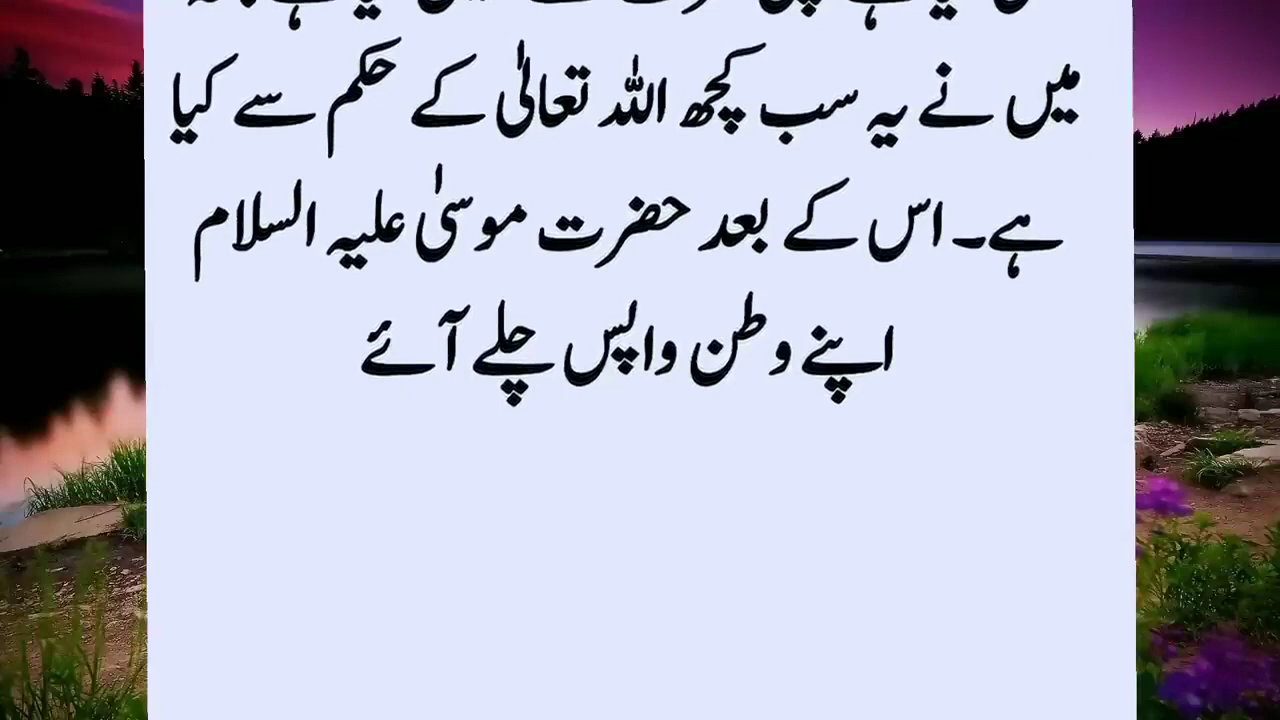 میں نے یہ سب کچھ اللہ تعالیٰ کے حکم سے کیا
ہے۔ اس کے بعد حضرت موسیٰ علیہ السلام
اپنے وطن واپس چلے آئے